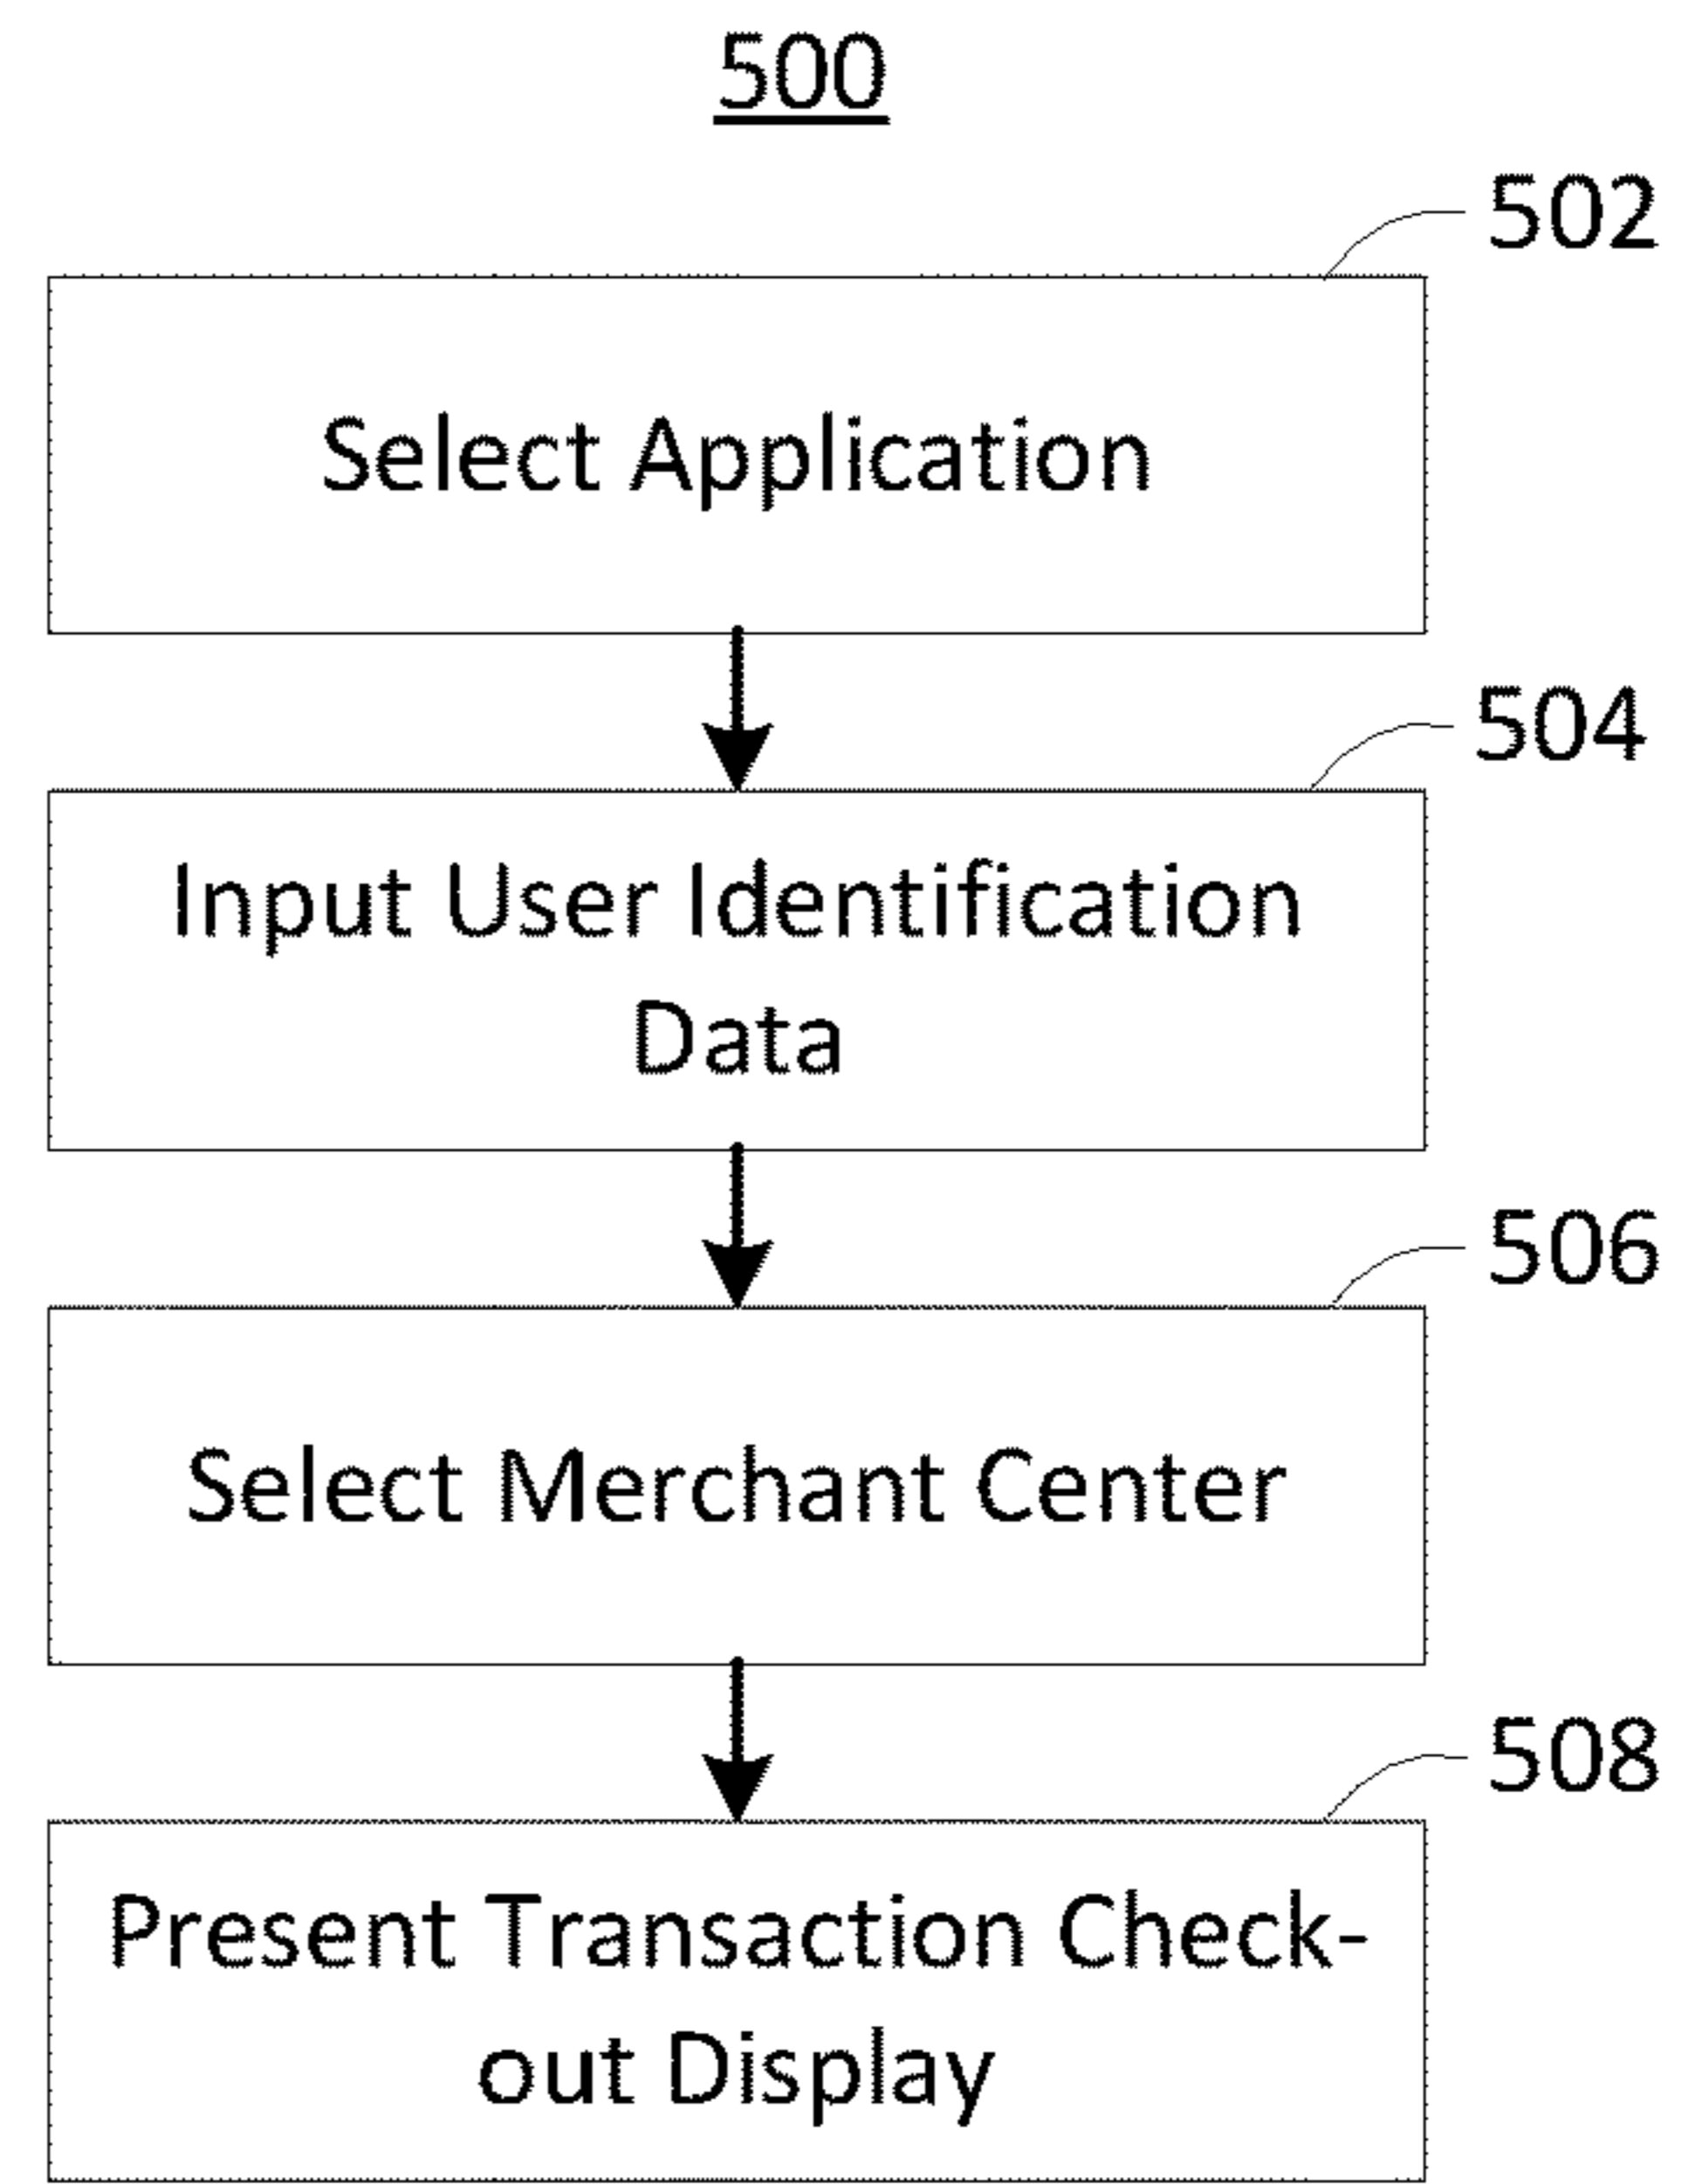 500
502
Select Application
504
Input User Identification
Data
506
Select Merchant Center
508
Present Transaction Check-
out Display